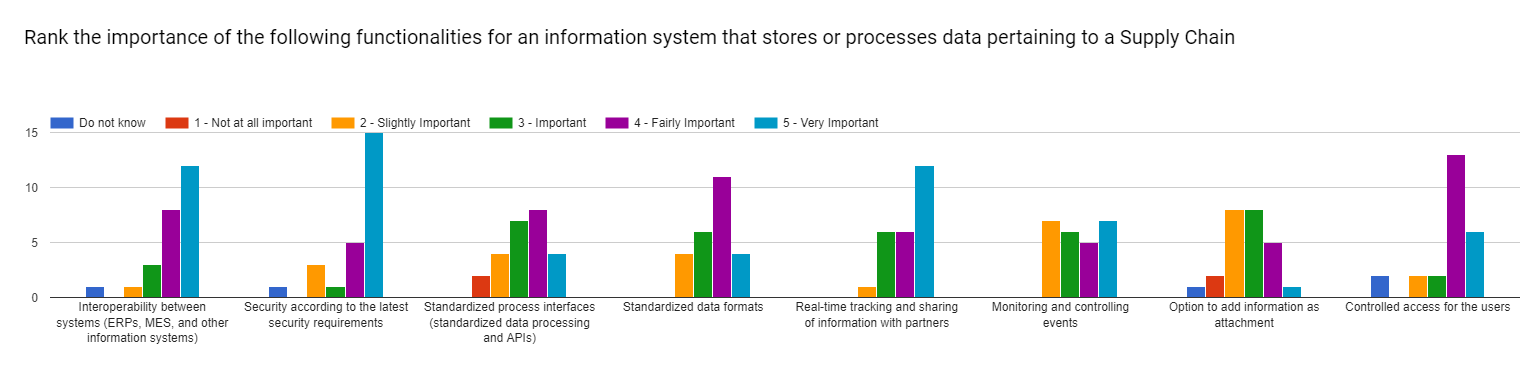 Rank the importance of the following functionalities for an information system that stores or processes data pertaining to a Supply Chain
Do not know
1 - Not at all important
2 - Slightly Important
3 - Important
4 - Fairly Important
5 - Very Important
15
10
5
0
Interoperability between
systems (ERPs, MES, and other
information systems)
Security according to the latest
security requirements
Standardized process interfaces
(standardized data processing
and APIs)
Standardized data formats
Real-time tracking and sharing
of information with partners
Monitoring and controlling
events
Option to add information as
attachment
Controlled access for the users